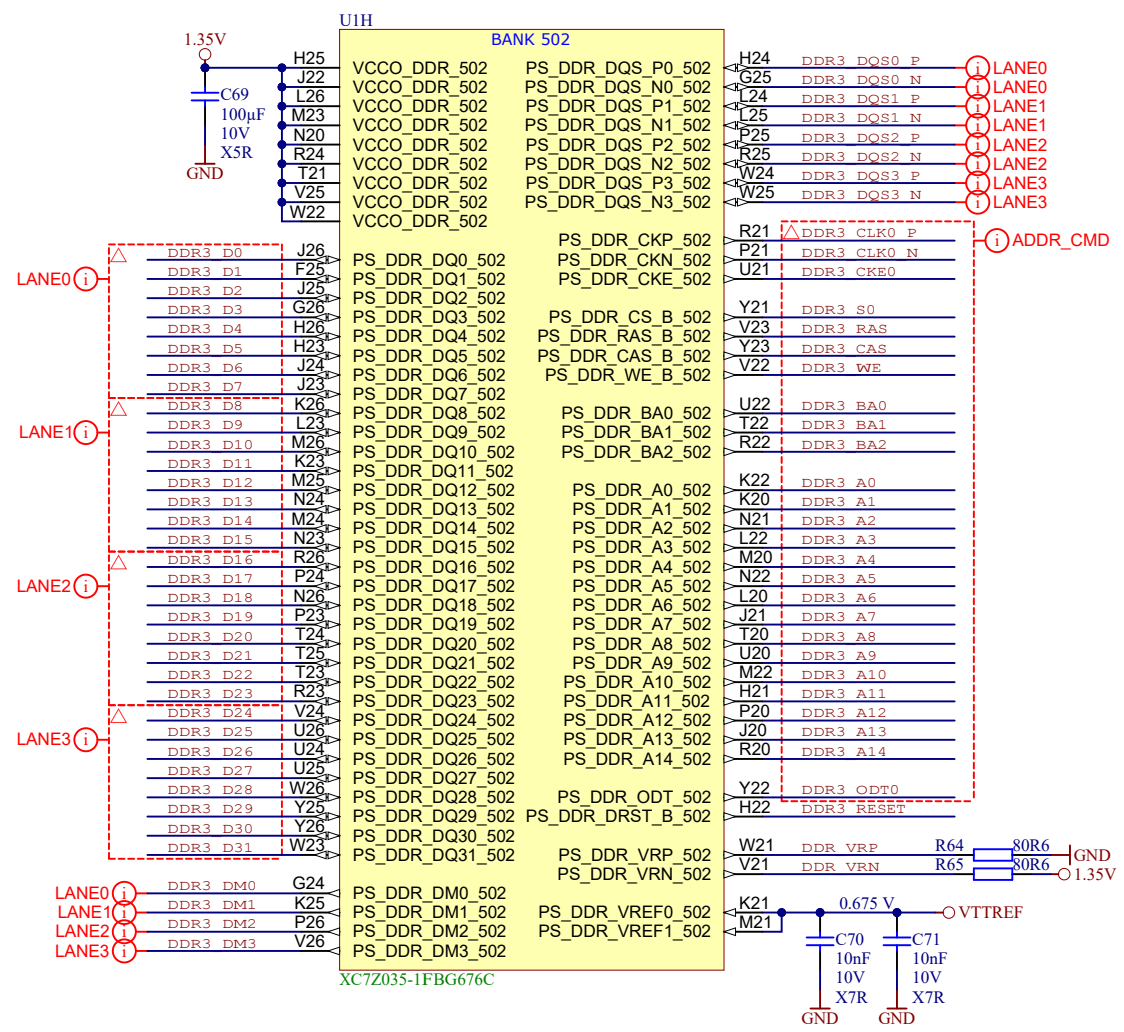 U1H
BANK 502
1.35V
C69
100µF
10V
X5R
GND
H25 VCCO_DDR_502
J22 VCCO_DDR_502
L26 VCCO_DDR_502
M23 VCCO_DDR_502
N20 VCCO_DDR_502
R24 VCCO_DDR_502
T21 VCCO_DDR_502
V25 VCCO_DDR_502
W22 VCCO_DDR_502
LANE0 i
DDR3_D0 J26 PS_DDR_DQ0_502
DDR3_D1 F25 PS_DDR_DQ1_502
DDR3_D2 J25 PS_DDR_DQ2_502
DDR3_D3 G26 PS_DDR_DQ3_502
DDR3_D4 H26 PS_DDR_DQ4_502
DDR3_D5 H23 PS_DDR_DQ5_502
DDR3_D6 J24 PS_DDR_DQ6_502
DDR3_D7 J23 PS_DDR_DQ7_502
LANE1 i
DDR3_D8 K26 PS_DDR_DQ8_502
DDR3_D9 L23 PS_DDR_DQ9_502
DDR3_D10 M26 PS_DDR_DQ10_502
DDR3_D11 K23 PS_DDR_DQ11_502
DDR3_D12 M25 PS_DDR_DQ12_502
DDR3_D13 N24 PS_DDR_DQ13_502
DDR3_D14 M24 PS_DDR_DQ14_502
DDR3_D15 N23 PS_DDR_DQ15_502
LANE2 i
DDR3_D16 R26 PS_DDR_DQ16_502
DDR3_D17 P24 PS_DDR_DQ17_502
DDR3_D18 N26 PS_DDR_DQ18_502
DDR3_D19 P23 PS_DDR_DQ19_502
DDR3_D20 T24 PS_DDR_DQ20_502
DDR3_D21 T25 PS_DDR_DQ21_502
DDR3_D22 T23 PS_DDR_DQ22_502
DDR3_D23 R23 PS_DDR_DQ23_502
LANE3 i
DDR3_D24 V24 PS_DDR_DQ24_502
DDR3_D25 U26 PS_DDR_DQ25_502
DDR3_D26 U24 PS_DDR_DQ26_502
DDR3_D27 U25 PS_DDR_DQ27_502
DDR3_D28 W26 PS_DDR_DQ28_502
DDR3_D29 Y25 PS_DDR_DQ29_502
DDR3_D30 Y26 PS_DDR_DQ30_502
DDR3_D31 W23 PS_DDR_DQ31_502
LANE0 i DDR3_DM0 G24 PS_DDR_DM0_502
LANE1 i DDR3_DM1 K25 PS_DDR_DM1_502
LANE2 i DDR3_DM2 P26 PS_DDR_DM2_502
LANE3 i DDR3_DM3 V26 PS_DDR_DM3_502
PS_DDR_DQS_P0_502 H24 DDR3_DQS0_P i LANE0
PS_DDR_DQS_N0_502 G25 DDR3_DQS0_N i LANE0
PS_DDR_DQS_P1_502 L24 DDR3_DQS1_P i LANE1
PS_DDR_DQS_N1_502 L25 DDR3_DQS1_N i LANE1
PS_DDR_DQS_P2_502 P25 DDR3_DQS2_P i LANE2
PS_DDR_DQS_N2_502 R25 DDR3_DQS2_N i LANE2
PS_DDR_DQS_P3_502 W24 DDR3_DQS3_P i LANE3
PS_DDR_DQS_N3_502 W25 DDR3_DQS3_N i LANE3
PS_DDR_CKP_502 R21 DDR3_CLK0_P i ADDR_CMD
PS_DDR_CKN_502 P21 DDR3_CLK0_N
PS_DDR_CKE_502 U21 DDR3_CKE0
PS_DDR_CS_B_502 Y21 DDR3_S0
PS_DDR_RAS_B_502 V23 DDR3_RAS
PS_DDR_CAS_B_502 Y23 DDR3_CAS
PS_DDR_WE_B_502 V22 DDR3_WE
PS_DDR_BA0_502 U22 DDR3_BA0
PS_DDR_BA1_502 T22 DDR3_BA1
PS_DDR_BA2_502 R22 DDR3_BA2
PS_DDR_A0_502 K22 DDR3_A0
PS_DDR_A1_502 K20 DDR3_A1
PS_DDR_A2_502 N21 DDR3_A2
PS_DDR_A3_502 L22 DDR3_A3
PS_DDR_A4_502 M20 DDR3_A4
PS_DDR_A5_502 N22 DDR3_A5
PS_DDR_A6_502 L20 DDR3_A6
PS_DDR_A7_502 J21 DDR3_A7
PS_DDR_A8_502 T20 DDR3_A8
PS_DDR_A9_502 U20 DDR3_A9
PS_DDR_A10_502 M22 DDR3_A10
PS_DDR_A11_502 H21 DDR3_A11
PS_DDR_A12_502 P20 DDR3_A12
PS_DDR_A13_502 J20 DDR3_A13
PS_DDR_A14_502 R20 DDR3_A14
PS_DDR_ODT_502 Y22 DDR3_ODT0
PS_DDR_DRST_B_502 H22 DDR3_RESET
PS_DDR_VRP_502 W21 DDR_VRP R64 80R6 GND
PS_DDR_VRN_502 V21 DDR_VRN R65 80R6 1.35V
PS_DDR_VREF0_502 K21 0.675 V VTTREF
PS_DDR_VREF1_502 M21
C70
10nF
10V
X7R
GND
C71
10nF
10V
X7R
GND
XC7Z035-1FBG676C